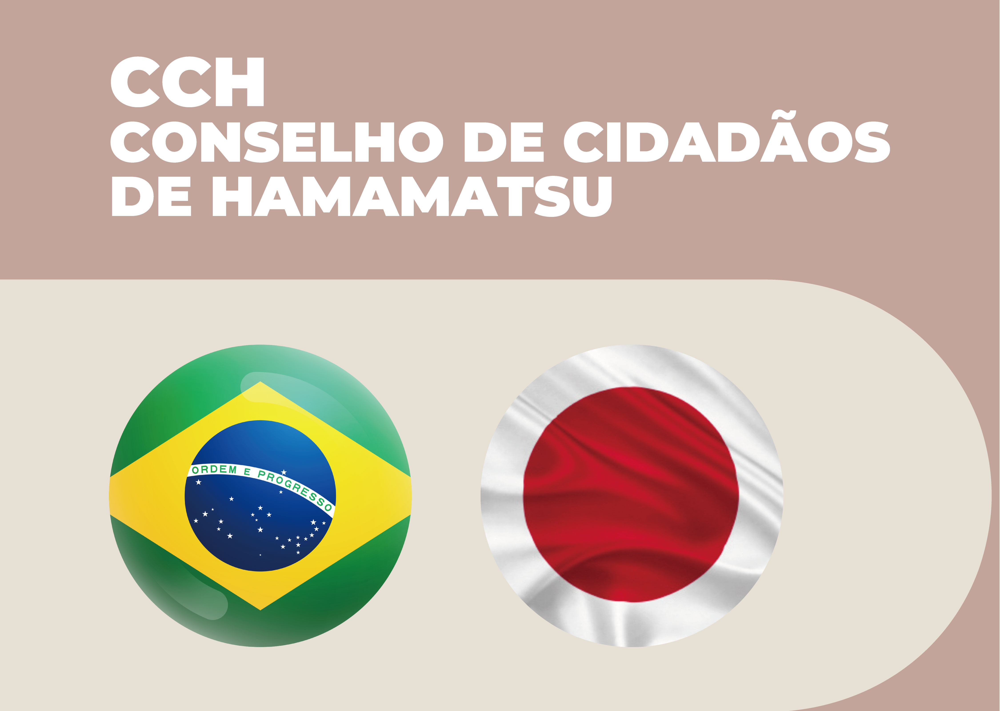 CCH
CONSELHO DE CIDADÃOS
DE HAMAMATSU
ORDEM E PROGRESSO